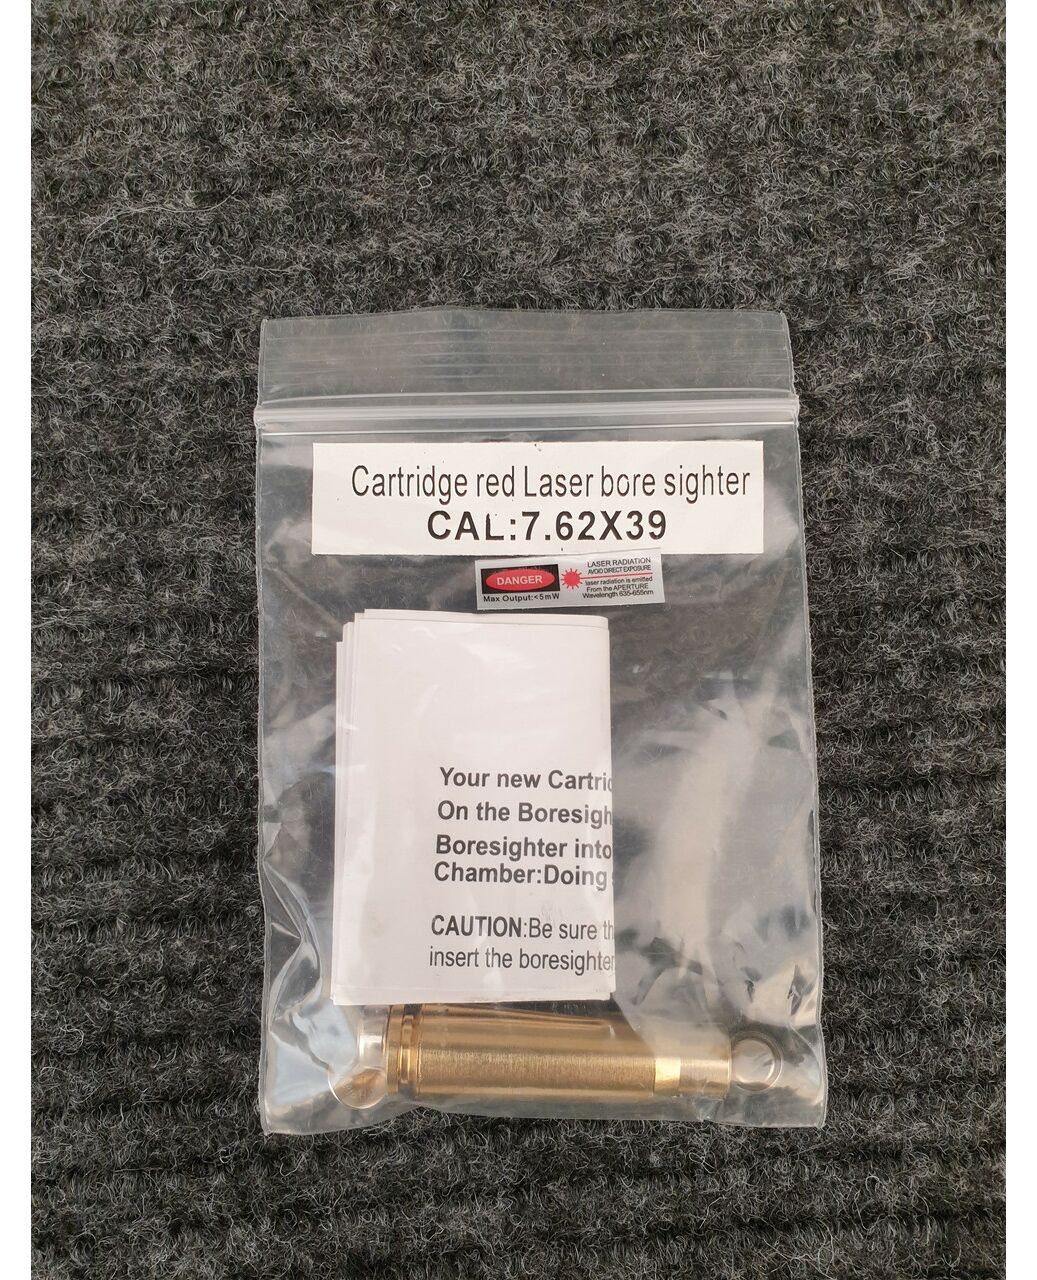 Cartridge red Laser bore sighter
CAL:7.62X39
DANGER
Max Output:<5mW
LASER RADIATION
AVOID DIRECT EXPOSURE
laser radiation is emitted
From the APERTURE
Wavelength 635-655nm
Your new Cartrid
On the Boresigh
Boresighter into
Chamber:Doing
CAUTION:Be sure th
insert the boresighter